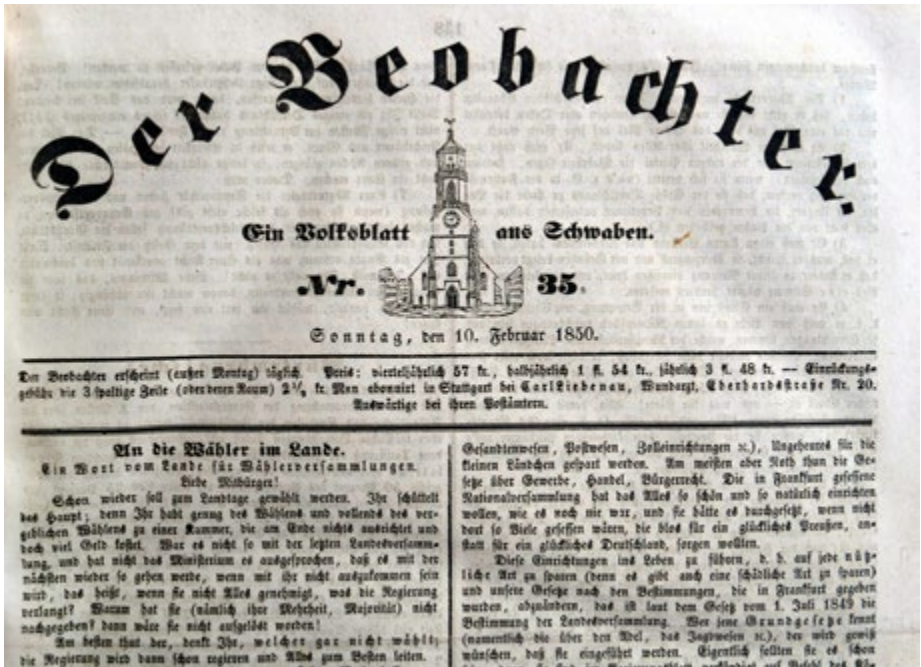 Der Beobachter.
Ein Volksblatt aus Schwaben.
Nr. 35.
Sonntag, den 10. Februar 1850.
Der Beobachter erscheint (außer Montag) täglich. Preis: vierteljährlich 57 kr., halbjährlich 1 fl. 54 kr., jährlich 3 fl. 48 kr. — Einrückungs-
gebühr die 3spaltige Zeile (oder deren Raum) 2½ kr. Man abonnirt in Stuttgart bei Carl Liebenau, Wundarzt, Eberhardsstraße Nr. 20.
Auswärtige bei ihren Postämtern.
An die Wähler im Lande.
Ein Wort vom Lande für Wählerversammlungen.
Liebe Mitbürger!
Schon wieder soll zum Landtage gewählt werden. Ihr schüttelt
das Haupt; denn Ihr habt genug des Wählens und vollends des ver-
geblichen Wählens zu einer Kammer, die am Ende nichts ausrichtet und
doch viel Geld kostet. War es nicht so mit der letzten Landesversamm-
lung, und hat nicht das Ministerium es ausgesprochen, daß es mit der
nächsten wieder so gehen werde, wenn mit ihr nicht auszukommen sein
wird, das heißt, wenn sie nicht Alles genehmigt, was die Regierung
verlangt? Warum hat sie (nämlich ihre Mehrheit, Majorität) nicht
nachgegeben? dann wäre sie nicht aufgelöst worden!
Am besten thut der, denkt Ihr, welcher gar nicht wählt;
die Regierung wird dann schon regieren und Alles zum Besten leiten.
Gesandtenwesen, Postwesen, Zolleinrichtungen ꝛc.), Ungeheures für die
kleinen Ländchen gespart werden. Am meisten aber Noth thun die Ge-
setze über Gewerbe, Handel, Bürgerrecht. Die in Frankfurt gesessene
Nationalversammlung hat das Alles so schön und so natürlich einrichten
wollen, wie es noch nie war, und sie hätte es durchgesetzt, wenn nicht
dort so Viele gesessen wären, die blos für ein glückliches Preußen, an-
statt für ein glückliches Deutschland, sorgen wollten.
Diese Einrichtungen ins Leben zu führen, d. h. auf jede nütz-
liche Art zu sparen (denn es gibt auch eine schädliche Art zu sparen)
und unsere Gesetze nach den Bestimmungen, die in Frankfurt gegeben
wurden, abzuändern, das ist laut dem Gesetz vom 1. Juli 1849 die
Bestimmung der Landesversammlung. Wer jene Grundgesetze kennt
(namentlich die über den Adel, das Jagdwesen ꝛc.), der wird gewiß
wünschen, daß sie eingeführt werden. Eigentlich sollten sie es schon